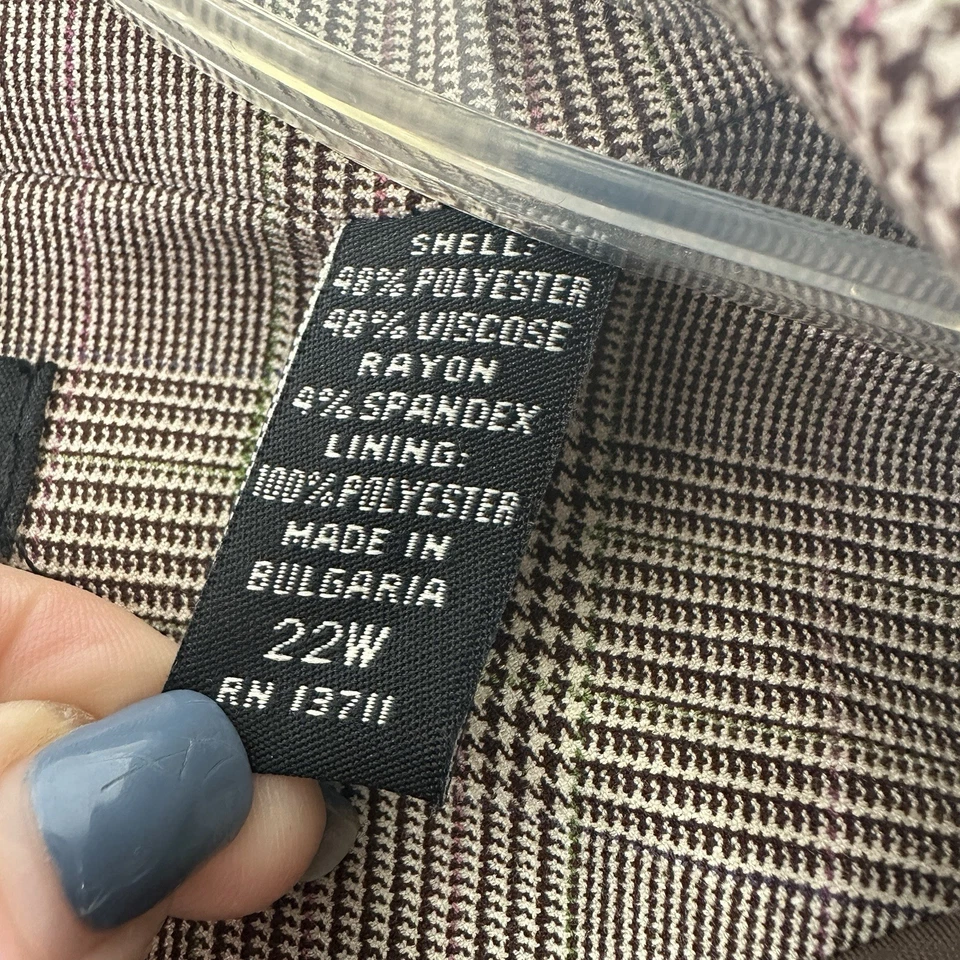 SHELL:
48% POLYESTER
48% VISCOSE
RAYON
4% SPANDEX
LINING:
100% POLYESTER
MADE IN
BULGARIA
22W
RN 13711